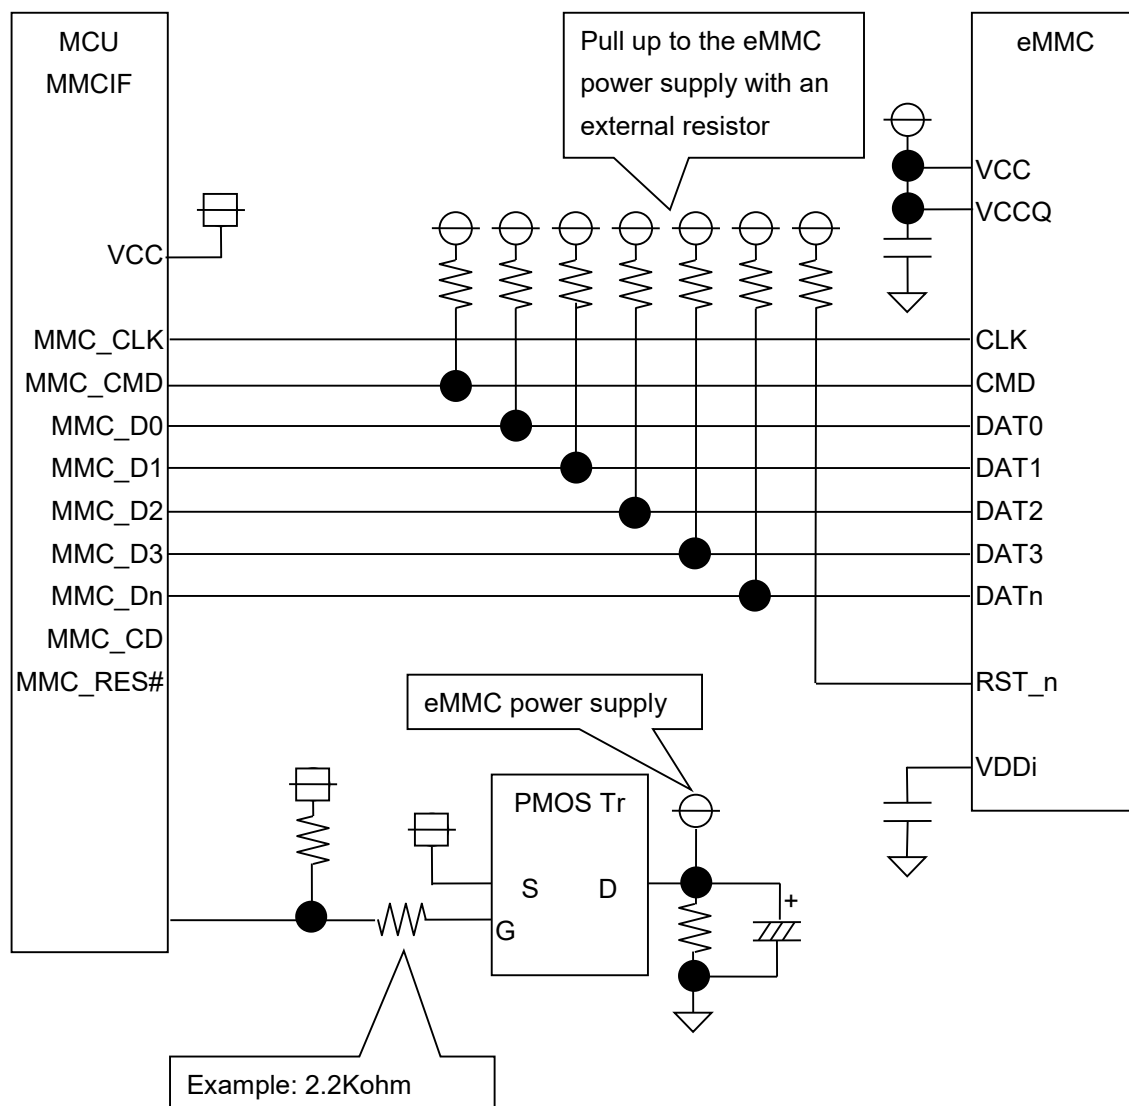 MCU
MMCIF
VCC
MMC_CLK
MMC_CMD
MMC_D0
MMC_D1
MMC_D2
MMC_D3
MMC_Dn
MMC_CD
MMC_RES#
Pull up to the eMMC
power supply with an
external resistor
eMMC
VCC
VCCQ
CLK
CMD
DAT0
DAT1
DAT2
DAT3
DATn
RST_n
VDDi
eMMC power supply
PMOS Tr
S D
G
+
Example: 2.2Kohm